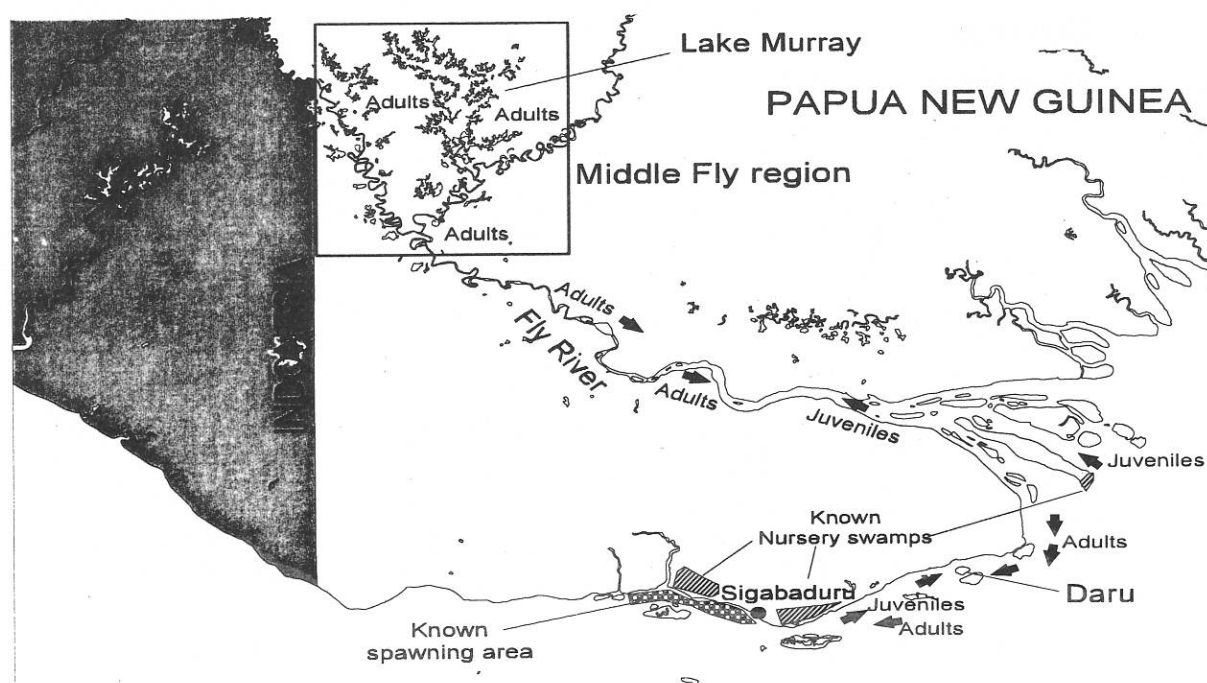 Lake Murray
PAPUA NEW GUINEA
Adults
Adults
Middle Fly region
Adults
Adults
Fly River
Adults
Juveniles
Juveniles
Known
Nursery swamps
Adults
Sigabaduru
Daru
Juveniles
Adults
Known
spawning area